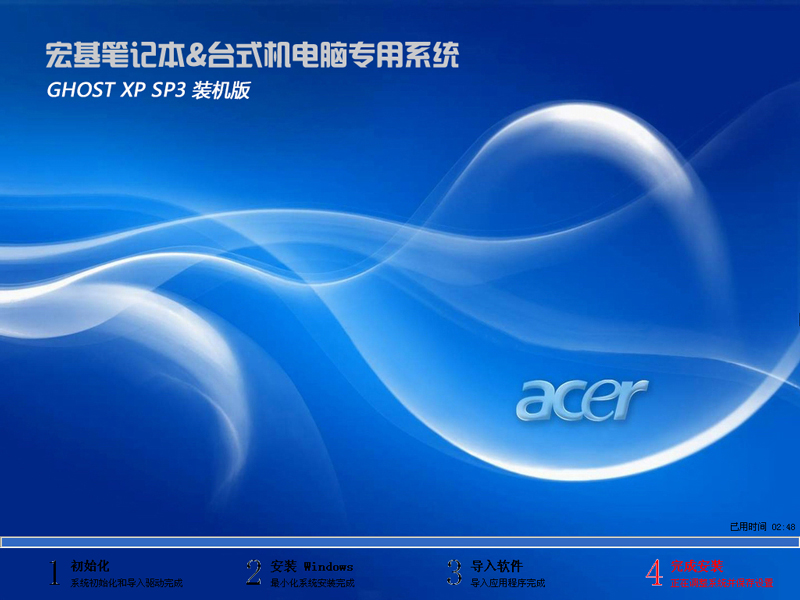 宏基笔记本&台式机电脑专用系统
GHOST XP SP3 装机版
acer
已用时间 02:48
1 初始化
系统初始化和导入驱动完成
2 安装 Windows
最小化系统安装完成
3 导入软件
导入应用程序完成
4 完成安装